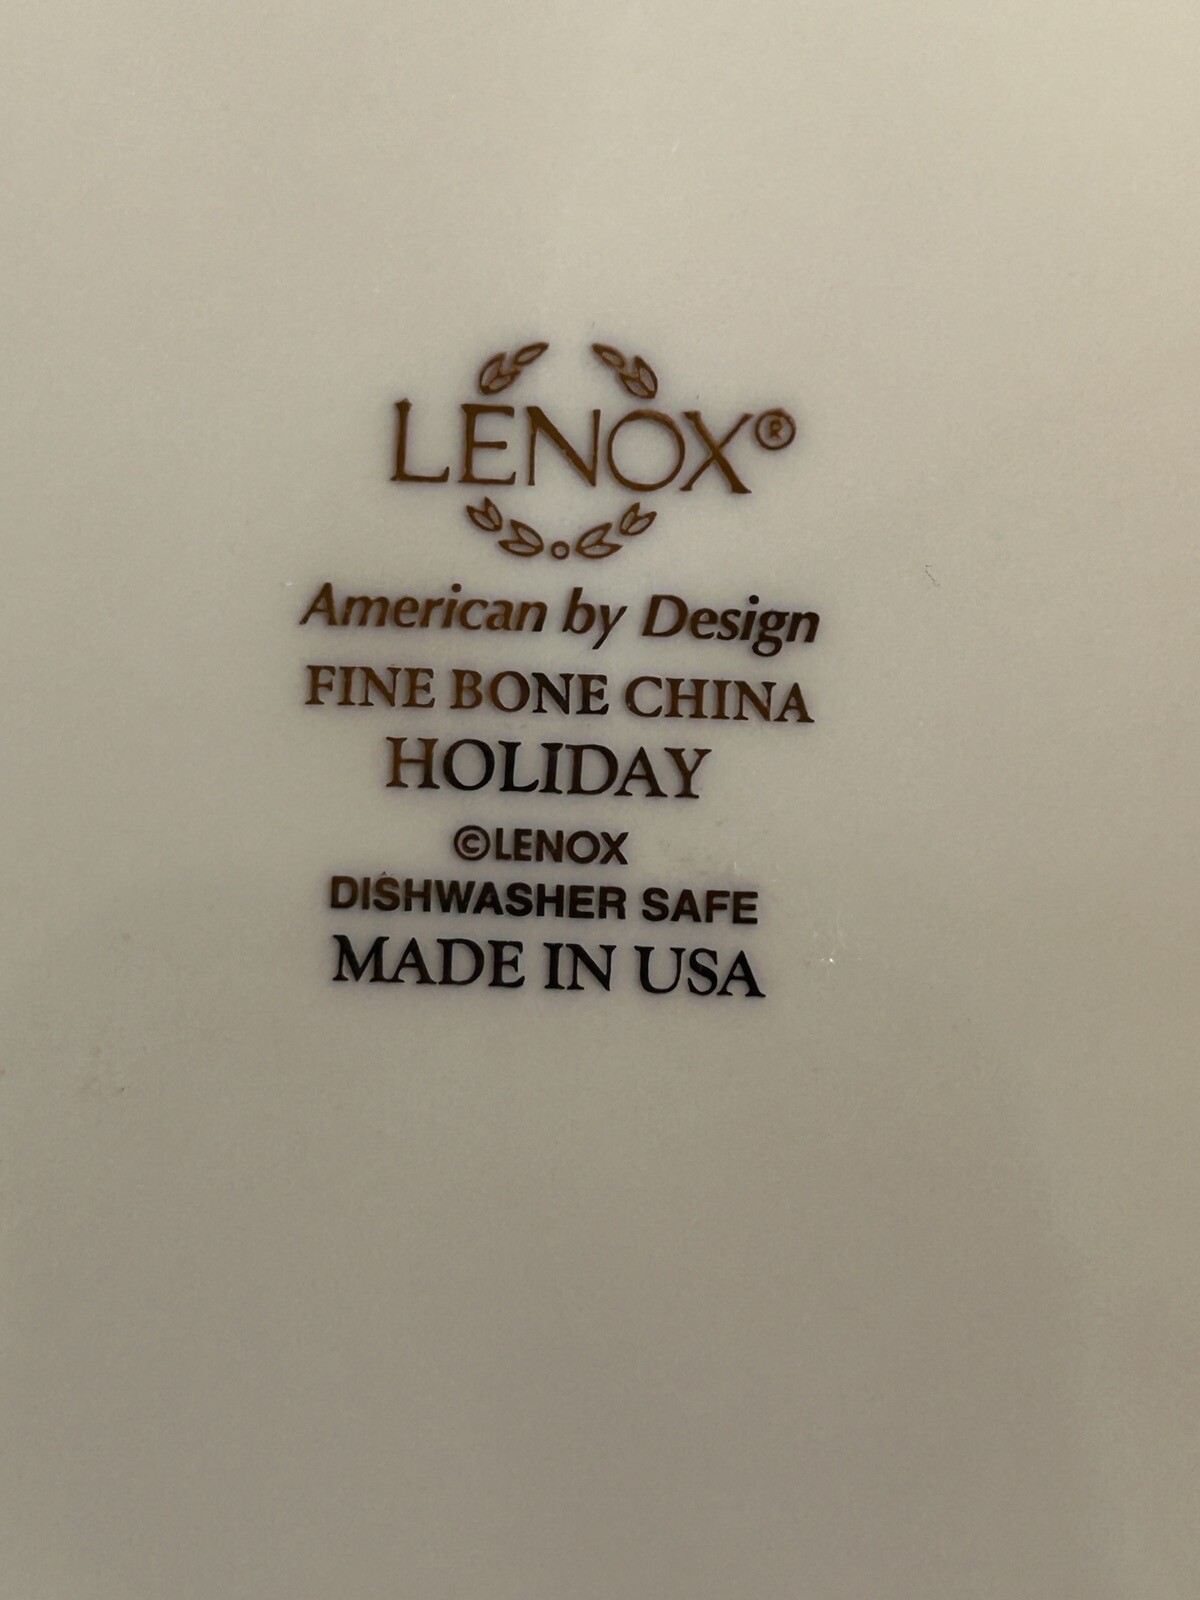 LENOX®
American by Design
FINE BONE CHINA
HOLIDAY
©LENOX
DISHWASHER SAFE
MADE IN USA